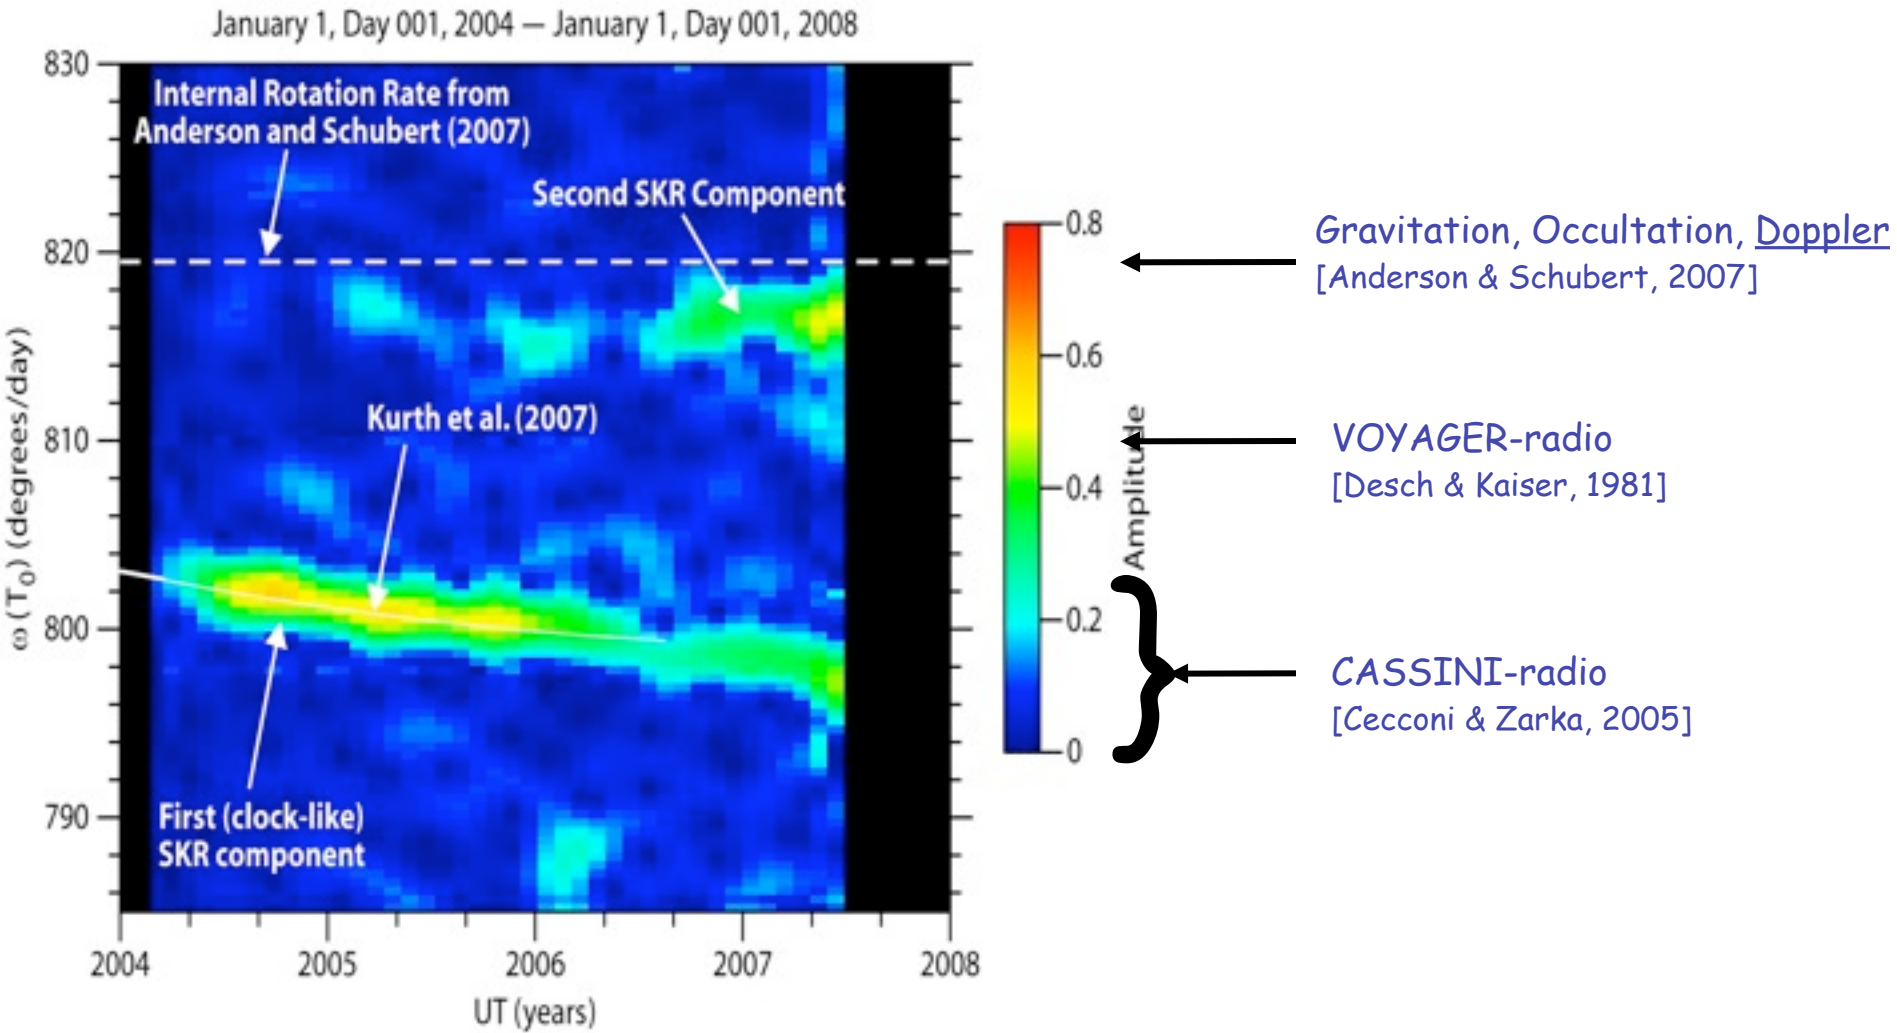 January 1, Day 001, 2004 — January 1, Day 001, 2008
830
820
810
800
790
ω (T₀) (degrees/day)
Internal Rotation Rate from
Anderson and Schubert (2007)
Second SKR Component
Kurth et al. (2007)
First (clock-like)
SKR component
2004
2005
2006
2007
2008
UT (years)
0.8
0.6
0.4
0.2
0
Amplitude
Gravitation, Occultation, Doppler
[Anderson & Schubert, 2007]
VOYAGER-radio
[Desch & Kaiser, 1981]
CASSINI-radio
[Cecconi & Zarka, 2005]